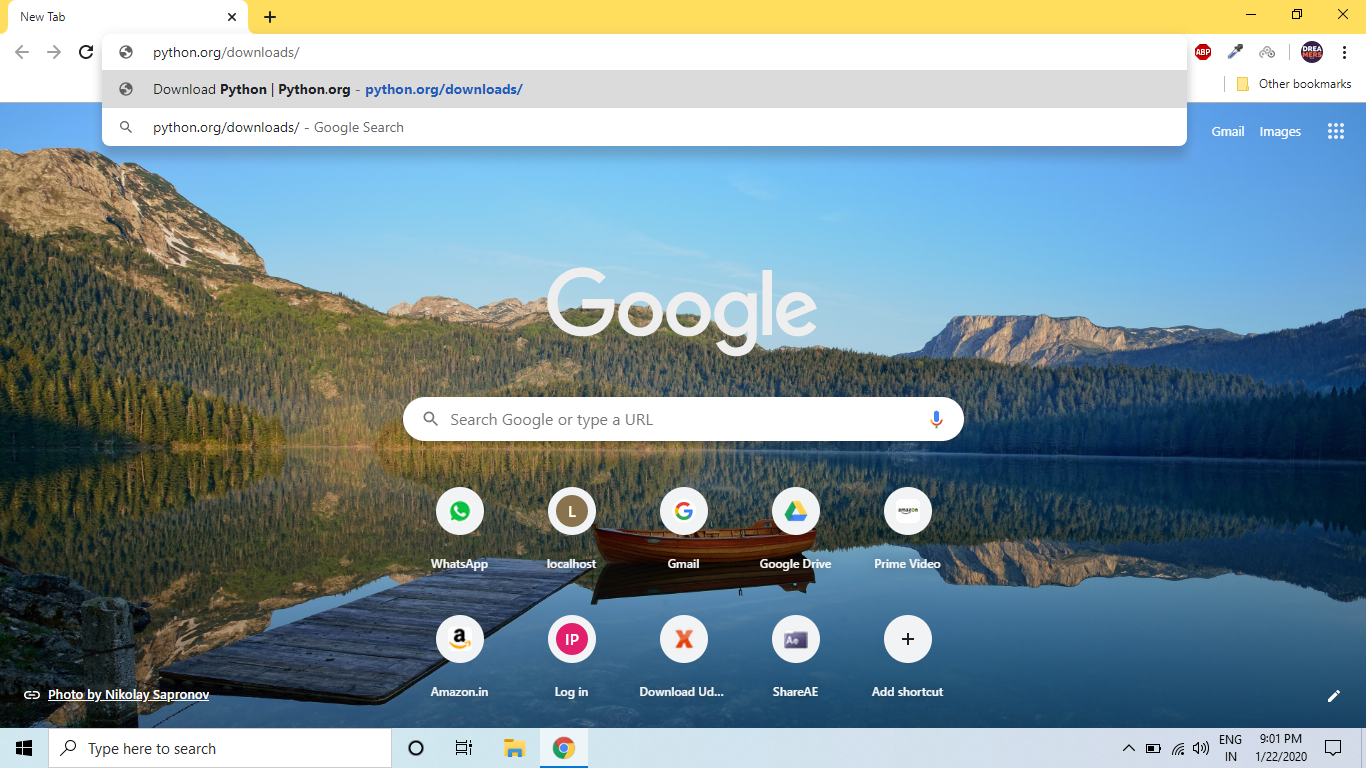 New Tab
python.org/downloads/
ABP
DREA
MERS
Download Python | Python.org - python.org/downloads/
Other bookmarks
python.org/downloads/ - Google Search
Gmail Images
Google
Search Google or type a URL
L
amazon
WhatsApp localhost Gmail Google Drive Prime Video
a IP X Ae
Amazon.in Log in Download Ud... ShareAE Add shortcut
Photo by Nikolay Sapronov
Type here to search
ENG
IN
9:01 PM
1/22/2020